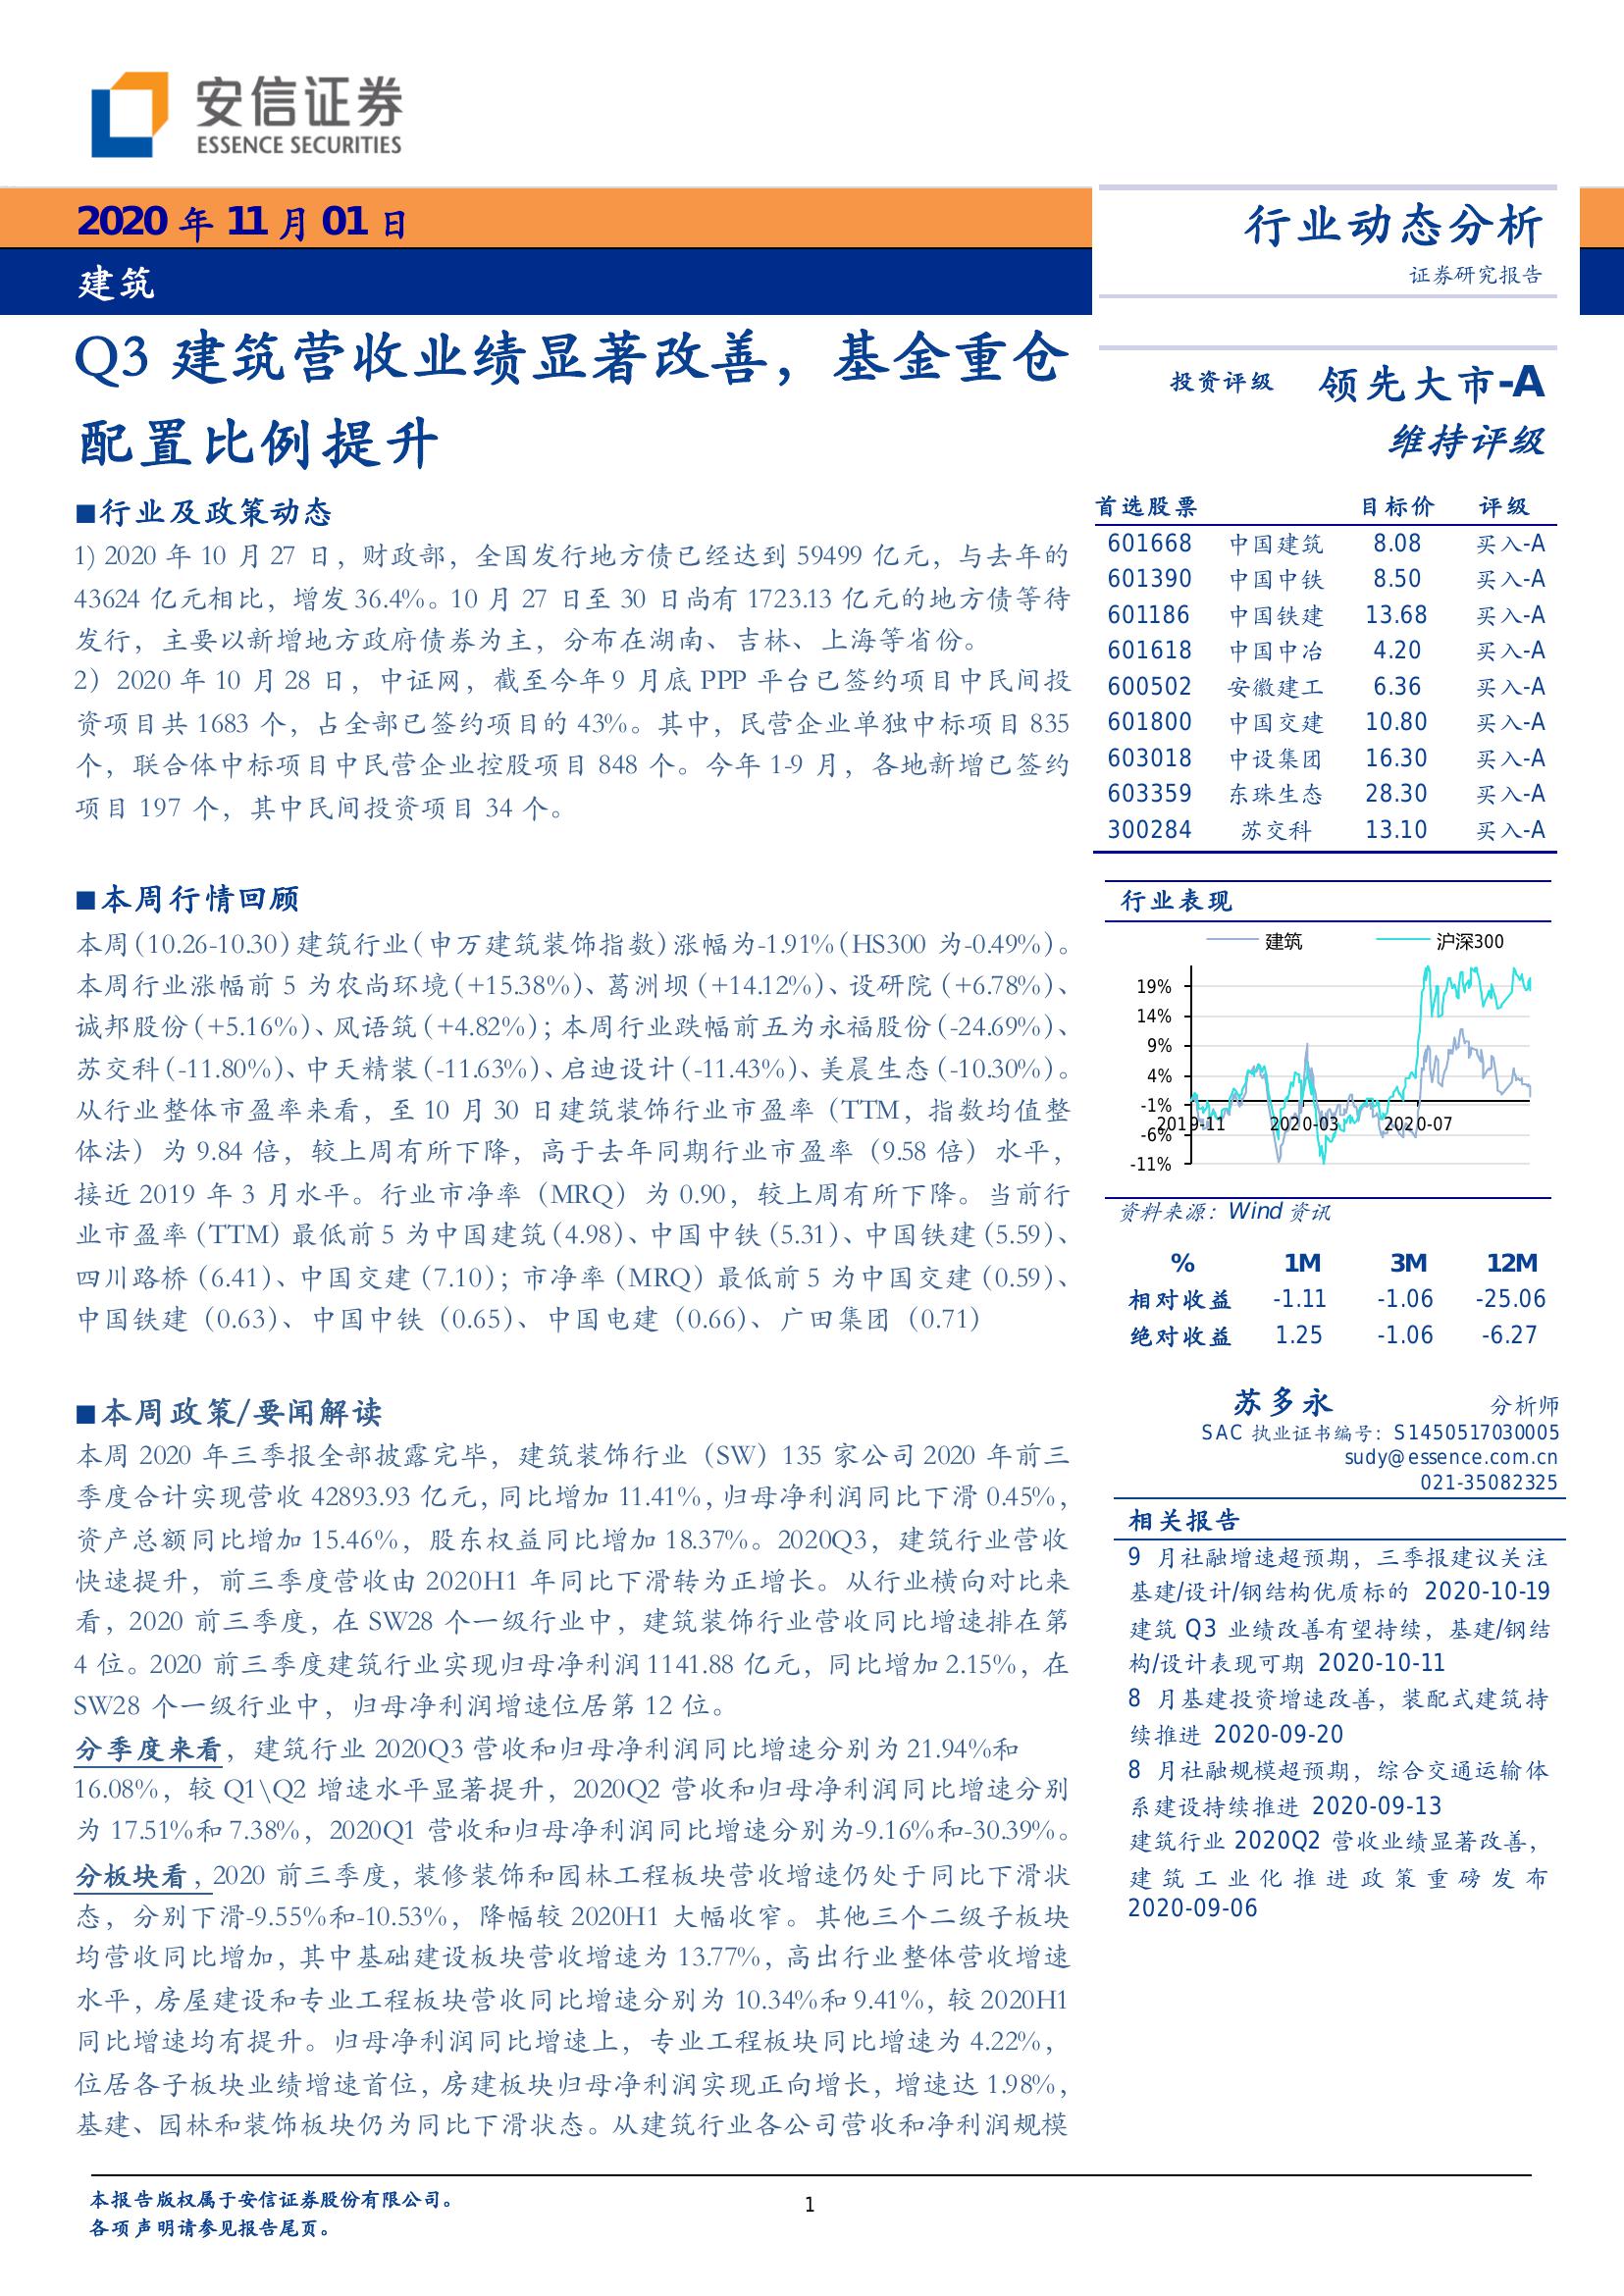 安信证券
ESSENCE SECURITIES
2020 年 11 月 01 日
建筑
行业动态分析
证券研究报告
Q3 建筑营收业绩显著改善，基金重仓
配置比例提升
■行业及政策动态
1) 2020 年 10 月 27 日，财政部，全国发行地方债已经达到 59499 亿元，与去年的
43624 亿元相比，增发 36.4%。10 月 27 日至 30 日尚有 1723.13 亿元的地方债等待
发行，主要以新增地方政府债券为主，分布在湖南、吉林、上海等省份。
2）2020 年 10 月 28 日，中证网，截至今年 9 月底 PPP 平台已签约项目中民间投
资项目共 1683 个，占全部已签约项目的 43%。其中，民营企业单独中标项目 835
个，联合体中标项目中民营企业控股项目 848 个。今年 1-9 月，各地新增已签约
项目 197 个，其中民间投资项目 34 个。
■本周行情回顾
本周（10.26-10.30）建筑行业（申万建筑装饰指数）涨幅为-1.91%（HS300 为-0.49%）。
本周行业涨幅前 5 为农尚环境（+15.38%）、葛洲坝（+14.12%）、设研院（+6.78%）、
诚邦股份（+5.16%）、风语筑（+4.82%）；本周行业跌幅前五为永福股份（-24.69%）、
苏交科（-11.80%）、中天精装（-11.63%）、启迪设计（-11.43%）、美晨生态（-10.30%）。
从行业整体市盈率来看，至 10 月 30 日建筑装饰行业市盈率（TTM，指数均值整
体法）为 9.84 倍，较上周有所下降，高于去年同期行业市盈率（9.58 倍）水平，
接近 2019 年 3 月水平。行业市净率（MRQ）为 0.90，较上周有所下降。当前行
业市盈率（TTM）最低前 5 为中国建筑（4.98）、中国中铁（5.31）、中国铁建（5.59）、
四川路桥（6.41）、中国交建（7.10）；市净率（MRQ）最低前 5 为中国交建（0.59）、
中国铁建（0.63）、中国中铁（0.65）、中国电建（0.66）、广田集团（0.71）
■本周政策/要闻解读
本周 2020 年三季报全部披露完毕，建筑装饰行业（SW）135 家公司 2020 年前三
季度合计实现营收 42893.93 亿元，同比增加 11.41%，归母净利润同比下滑 0.45%，
资产总额同比增加 15.46%，股东权益同比增加 18.37%。2020Q3，建筑行业营收
快速提升，前三季度营收由 2020H1 年同比下滑转为正增长。从行业横向对比来
看，2020 前三季度，在 SW28 个一级行业中，建筑装饰行业营收同比增速排在第
4 位。2020 前三季度建筑行业实现归母净利润 1141.88 亿元，同比增加 2.15%，在
SW28 个一级行业中，归母净利润增速位居第 12 位。
分季度来看，建筑行业 2020Q3 营收和归母净利润同比增速分别为 21.94%和
16.08%，较 Q1\Q2 增速水平显著提升，2020Q2 营收和归母净利润同比增速分别
为 17.51%和 7.38%，2020Q1 营收和归母净利润同比增速分别为-9.16%和-30.39%。
分板块看，2020 前三季度，装修装饰和园林工程板块营收增速仍处于同比下滑状
态，分别下滑-9.55%和-10.53%，降幅较 2020H1 大幅收窄。其他三个二级子板块
均营收同比增加，其中基础建设板块营收增速为 13.77%，高出行业整体营收增速
水平，房屋建设和专业工程板块营收同比增速分别为 10.34%和 9.41%，较 2020H1
同比增速均有提升。归母净利润同比增速上，专业工程板块同比增速为 4.22%，
位居各子板块业绩增速首位，房建板块归母净利润实现正向增长，增速达 1.98%，
基建、园林和装饰板块仍为同比下滑状态。从建筑行业各公司营收和净利润规模
投资评级 领先大市-A
维持评级
首选股票 目标价 评级
601668 中国建筑 8.08 买入-A
601390 中国中铁 8.50 买入-A
601186 中国铁建 13.68 买入-A
601618 中国中冶 4.20 买入-A
600502 安徽建工 6.36 买入-A
601800 中国交建 10.80 买入-A
603018 中设集团 16.30 买入-A
603359 东珠生态 28.30 买入-A
300284 苏交科 13.10 买入-A
行业表现
建筑 沪深300
19%
14%
9%
4%
-1%
2019-11 2020-03 2020-07
-6%
-11%
资料来源：Wind 资讯
% 1M 3M 12M
相对收益 -1.11 -1.06 -25.06
绝对收益 1.25 -1.06 -6.27
苏多永 分析师
SAC 执业证书编号：S1450517030005
sudy@essence.com.cn
021-35082325
相关报告
9 月社融增速超预期，三季报建议关注
基建/设计/钢结构优质标的 2020-10-19
建筑 Q3 业绩改善有望持续，基建/钢结
构/设计表现可期 2020-10-11
8 月基建投资增速改善，装配式建筑持
续推进 2020-09-20
8 月社融规模超预期，综合交通运输体
系建设持续推进 2020-09-13
建筑行业 2020Q2 营收业绩显著改善，
建筑工业化推进政策重磅发布
2020-09-06
本报告版权属于安信证券股份有限公司。
各项声明请参见报告尾页。
1